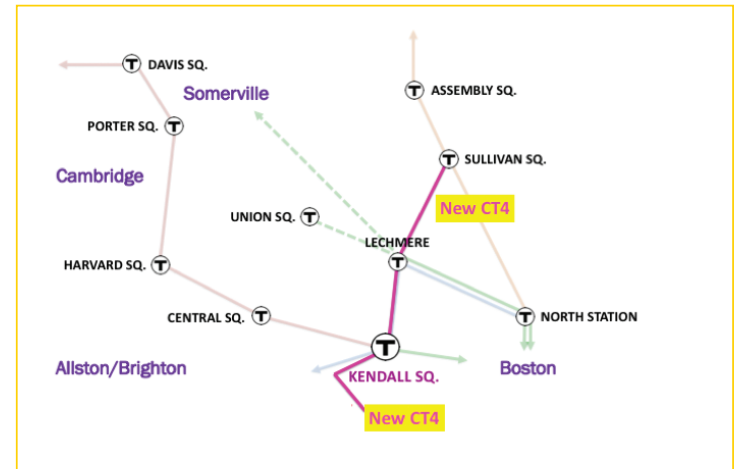 DAVIS SQ.
Somerville
ASSEMBLY SQ.
PORTER SQ.
SULLIVAN SQ.
Cambridge
New CT4
UNION SQ.
LECHMERE
HARVARD SQ.
CENTRAL SQ.
NORTH STATION
Allston/Brighton
KENDALL SQ.
Boston
New CT4
T
T
T
T
T
T
T
T
T
T